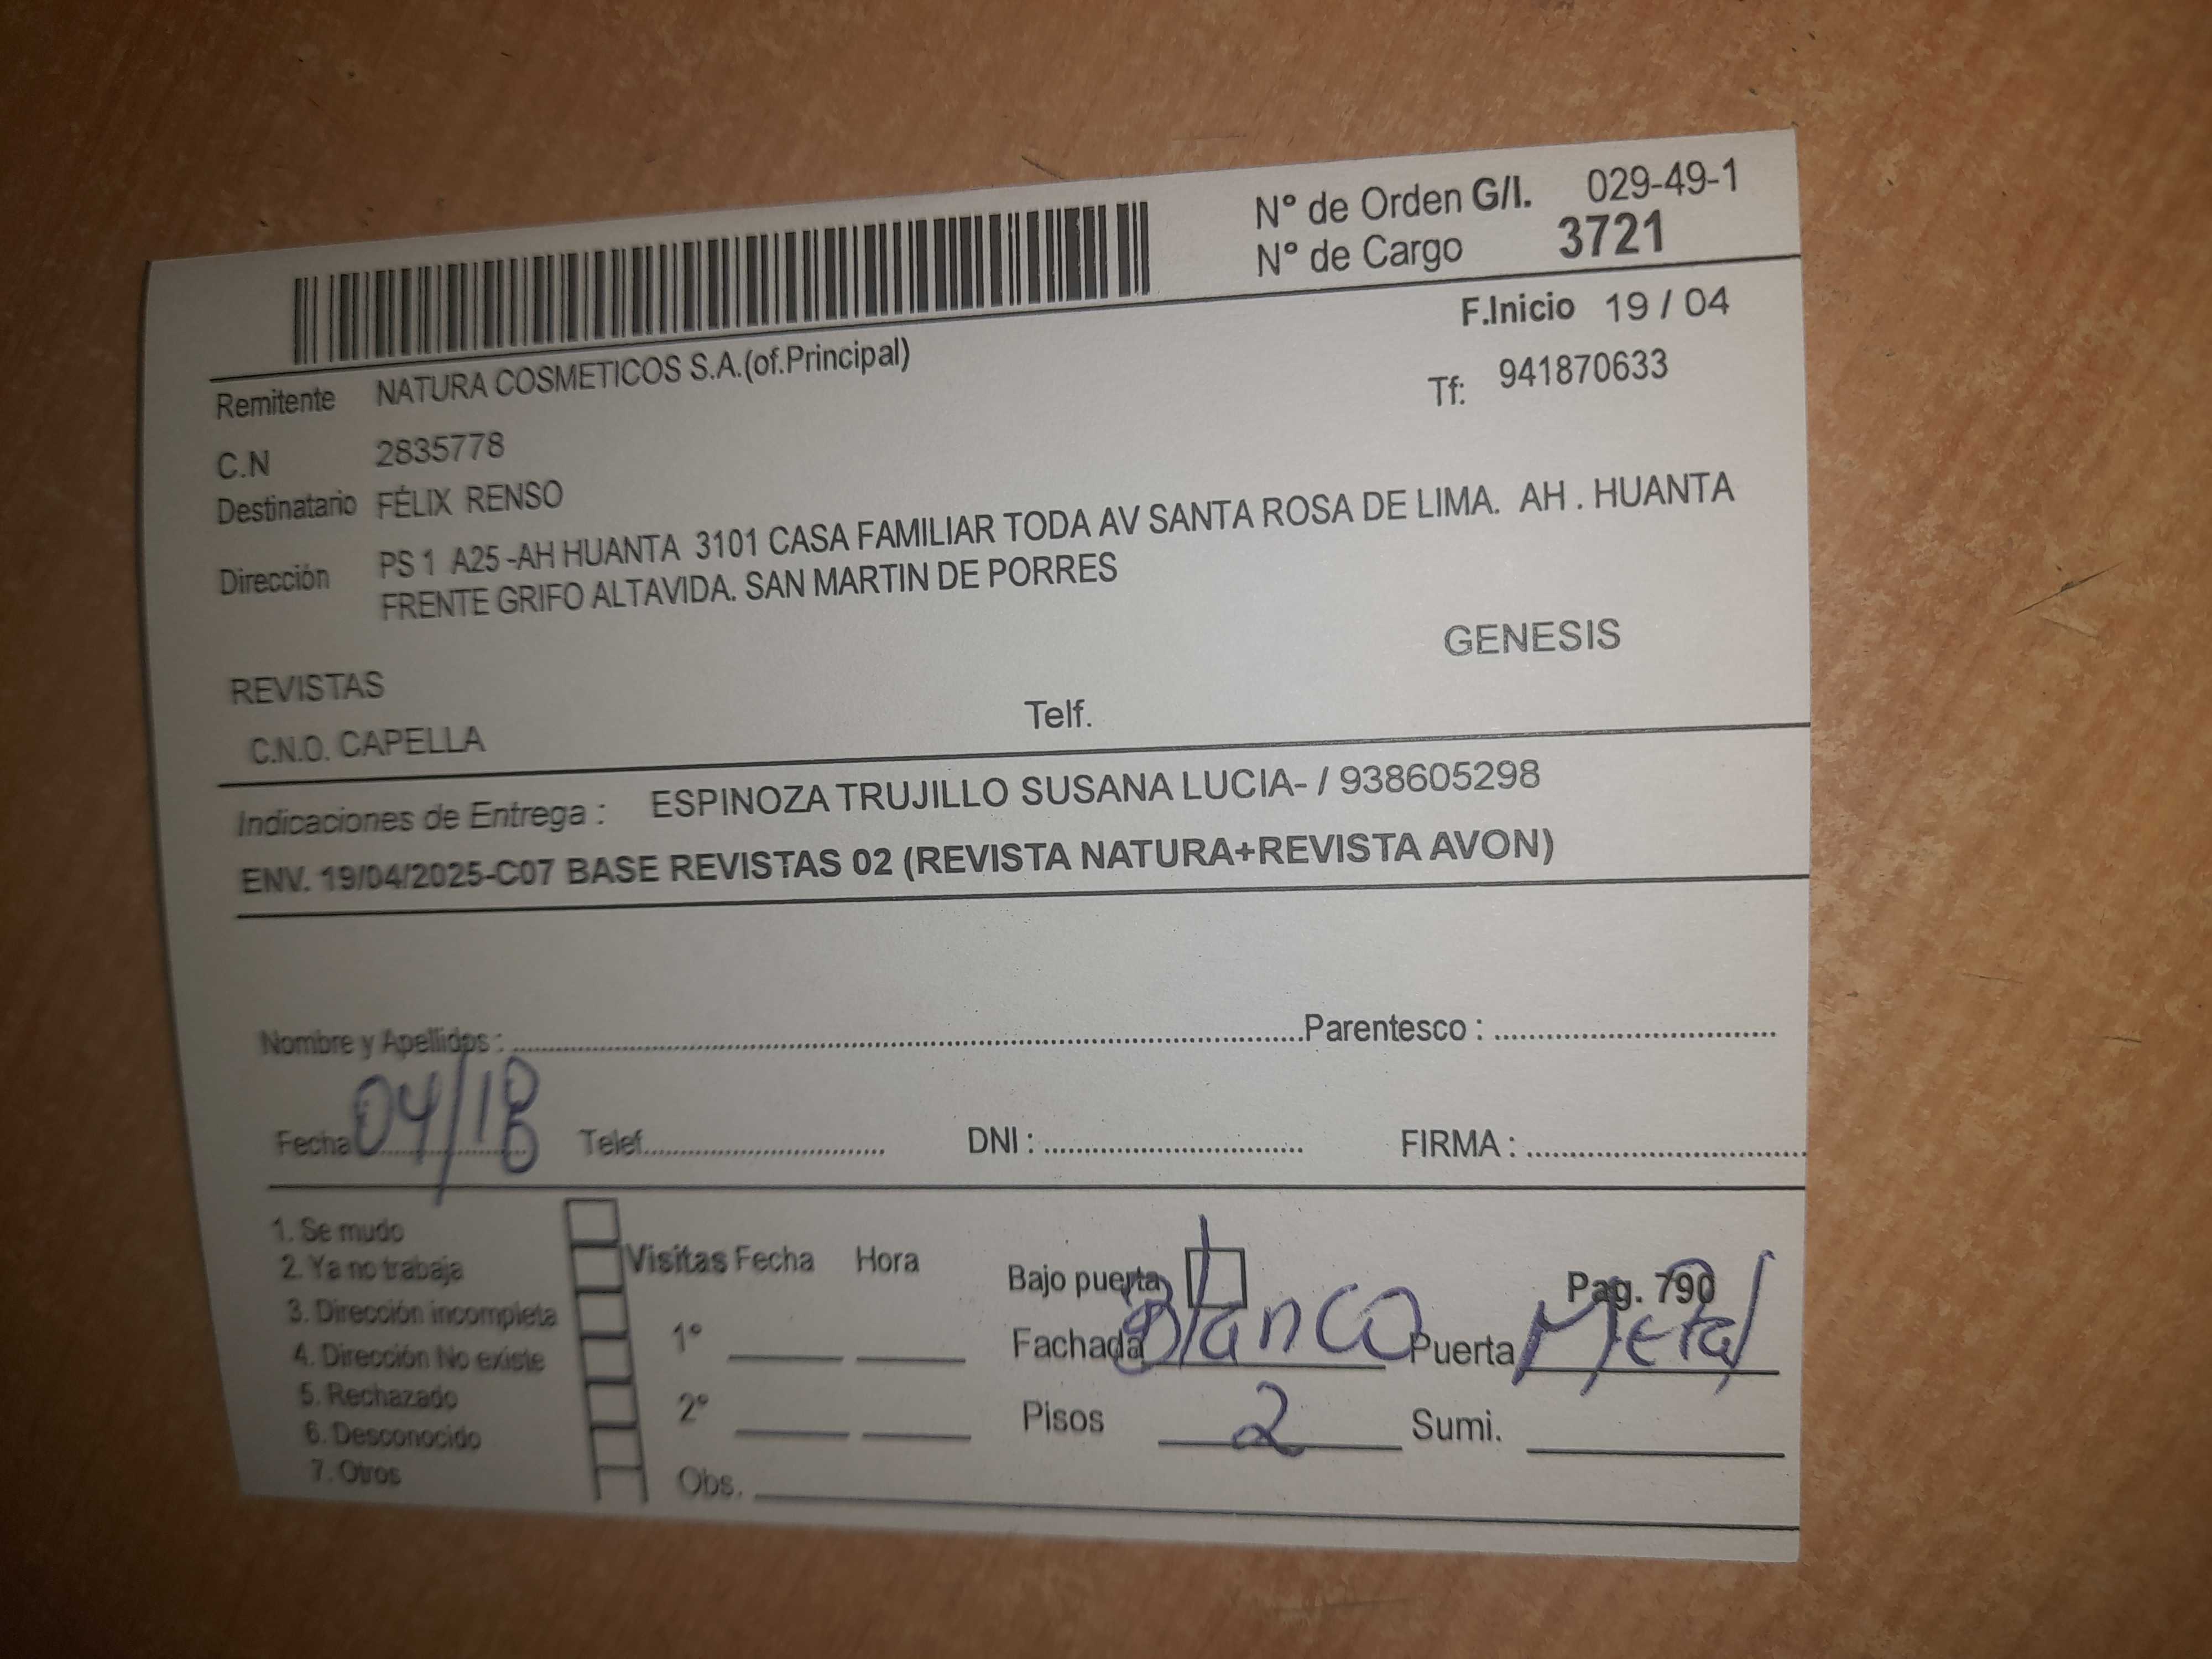 N° de Orden G/I. 029-49-1
N° de Cargo 3721
F.Inicio 19 / 04
Remitente NATURA COSMETICOS S.A.(of.Principal)
Tf: 941870633
C.N 2835778
Destinatario FÉLIX RENSO
Dirección PS 1 A25 -AH HUANTA 3101 CASA FAMILIAR TODA AV SANTA ROSA DE LIMA. AH . HUANTA
FRENTE GRIFO ALTAVIDA. SAN MARTIN DE PORRES
GENESIS
REVISTAS
C.N.O. CAPELLA Telf.
Indicaciones de Entrega : ESPINOZA TRUJILLO SUSANA LUCIA- / 938605298
ENV. 19/04/2025-C07 BASE REVISTAS 02 (REVISTA NATURA+REVISTA AVON)
Nombre y Apellidos : Parentesco :
Fecha 04/18 Telef. DNI : FIRMA :
1. Se mudo
2. Ya no trabaja
3. Dirección incompleta
4. Dirección No existe
5. Rechazado
6. Desconocido
7. Otros
Visitas Fecha Hora
1°
2°
Obs.
Bajo puerta Pag. 790
Fachada Blanco Puerta Metal
Pisos 2 Sumi.